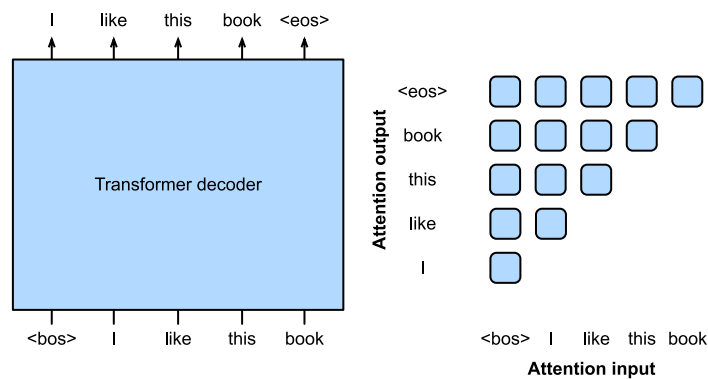 I like this book <eos>
Transformer decoder
<bos> I like this book
Attention output
<eos>
book
this
like
I
<bos> I like this book
Attention input